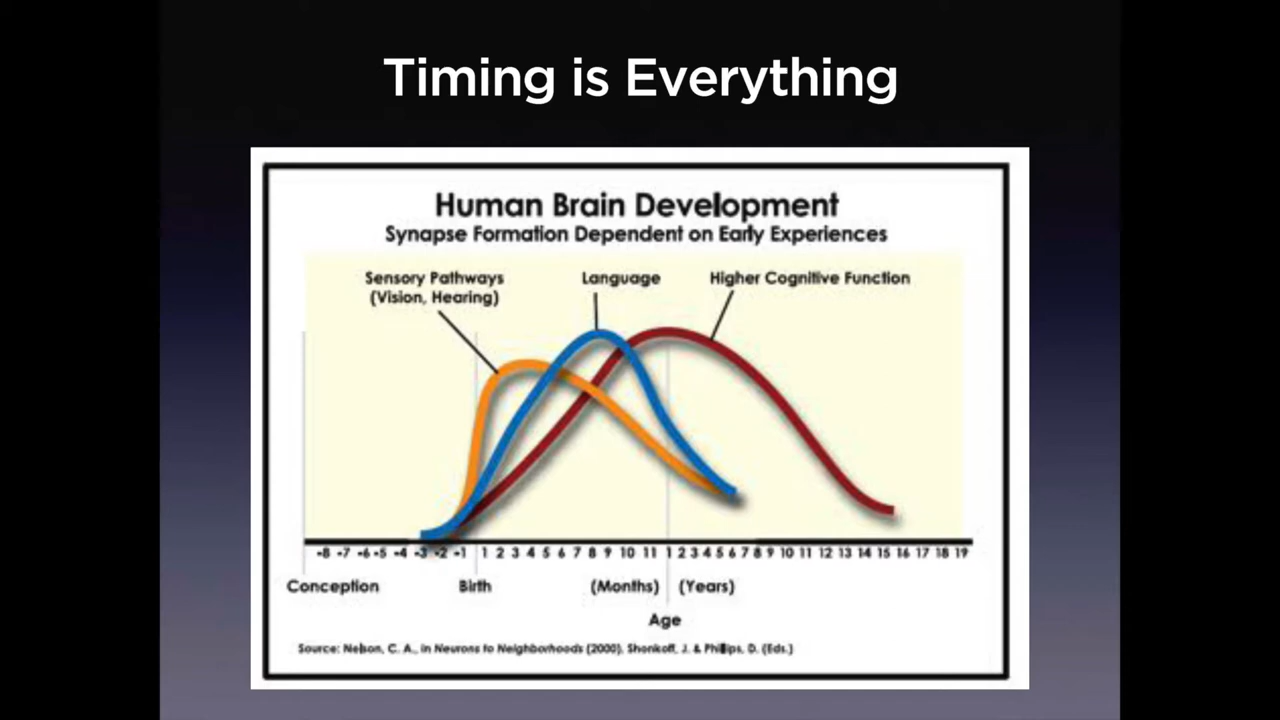 Timing is Everything
Human Brain Development
Synapse Formation Dependent on Early Experiences
Sensory Pathways
(Vision, Hearing)
Language
Higher Cognitive Function
-8 -7 -6 -5 -4 -3 -2 -1 1 2 3 4 5 6 7 8 9 10 11 1 2 3 4 5 6 7 8 9 10 11 12 13 14 15 16 17 18 19
Conception Birth (Months) (Years)
Age
Source: Nelson, C. A., in Neurons to Neighborhoods (2000). Shonkoff, J. & Phillips, D. (Eds.)